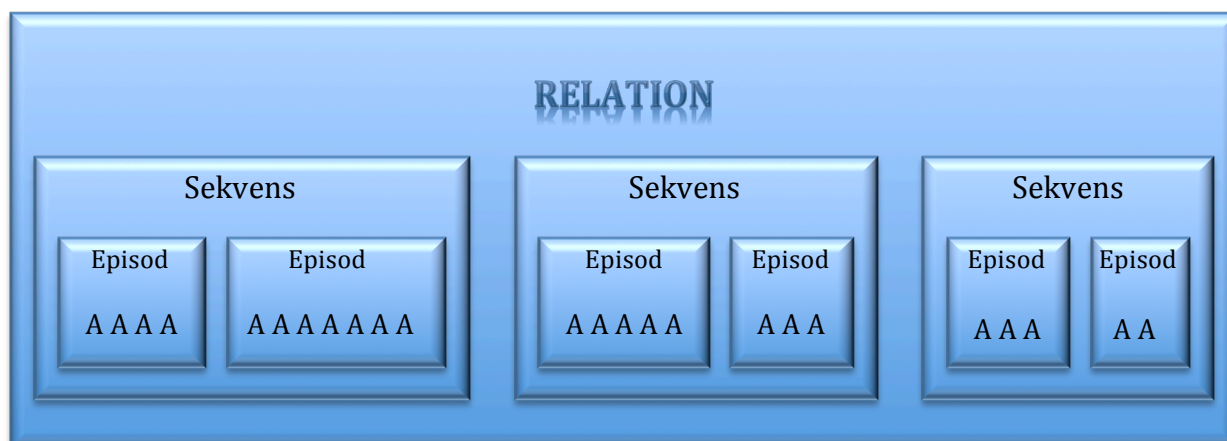 RELATION
Sekvens
Episod
A A A A
Episod
A A A A A A A
Sekvens
Episod
A A A A A
Episod
A A A
Sekvens
Episod
A A A
Episod
A A